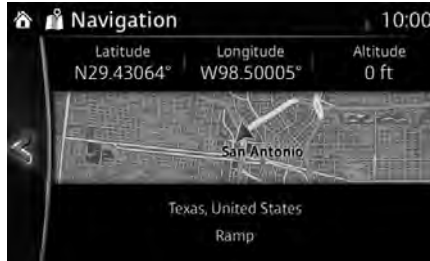 Navigation 10:00
Latitude Longitude Altitude
N29.43064° W98.50005° 0 ft
San Antonio
Texas, United States
Ramp